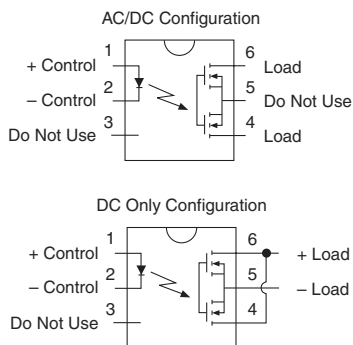 AC/DC Configuration
1 6
+ Control Load
2 5
– Control Do Not Use
3 4
Do Not Use Load
DC Only Configuration
1 6
+ Control + Load
2 5
– Control – Load
3 4
Do Not Use